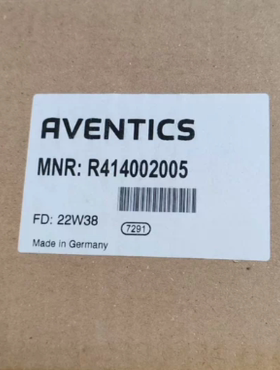 AVENTICS
MNR: R414002005
FD: 22W38
7291
Made in Germany